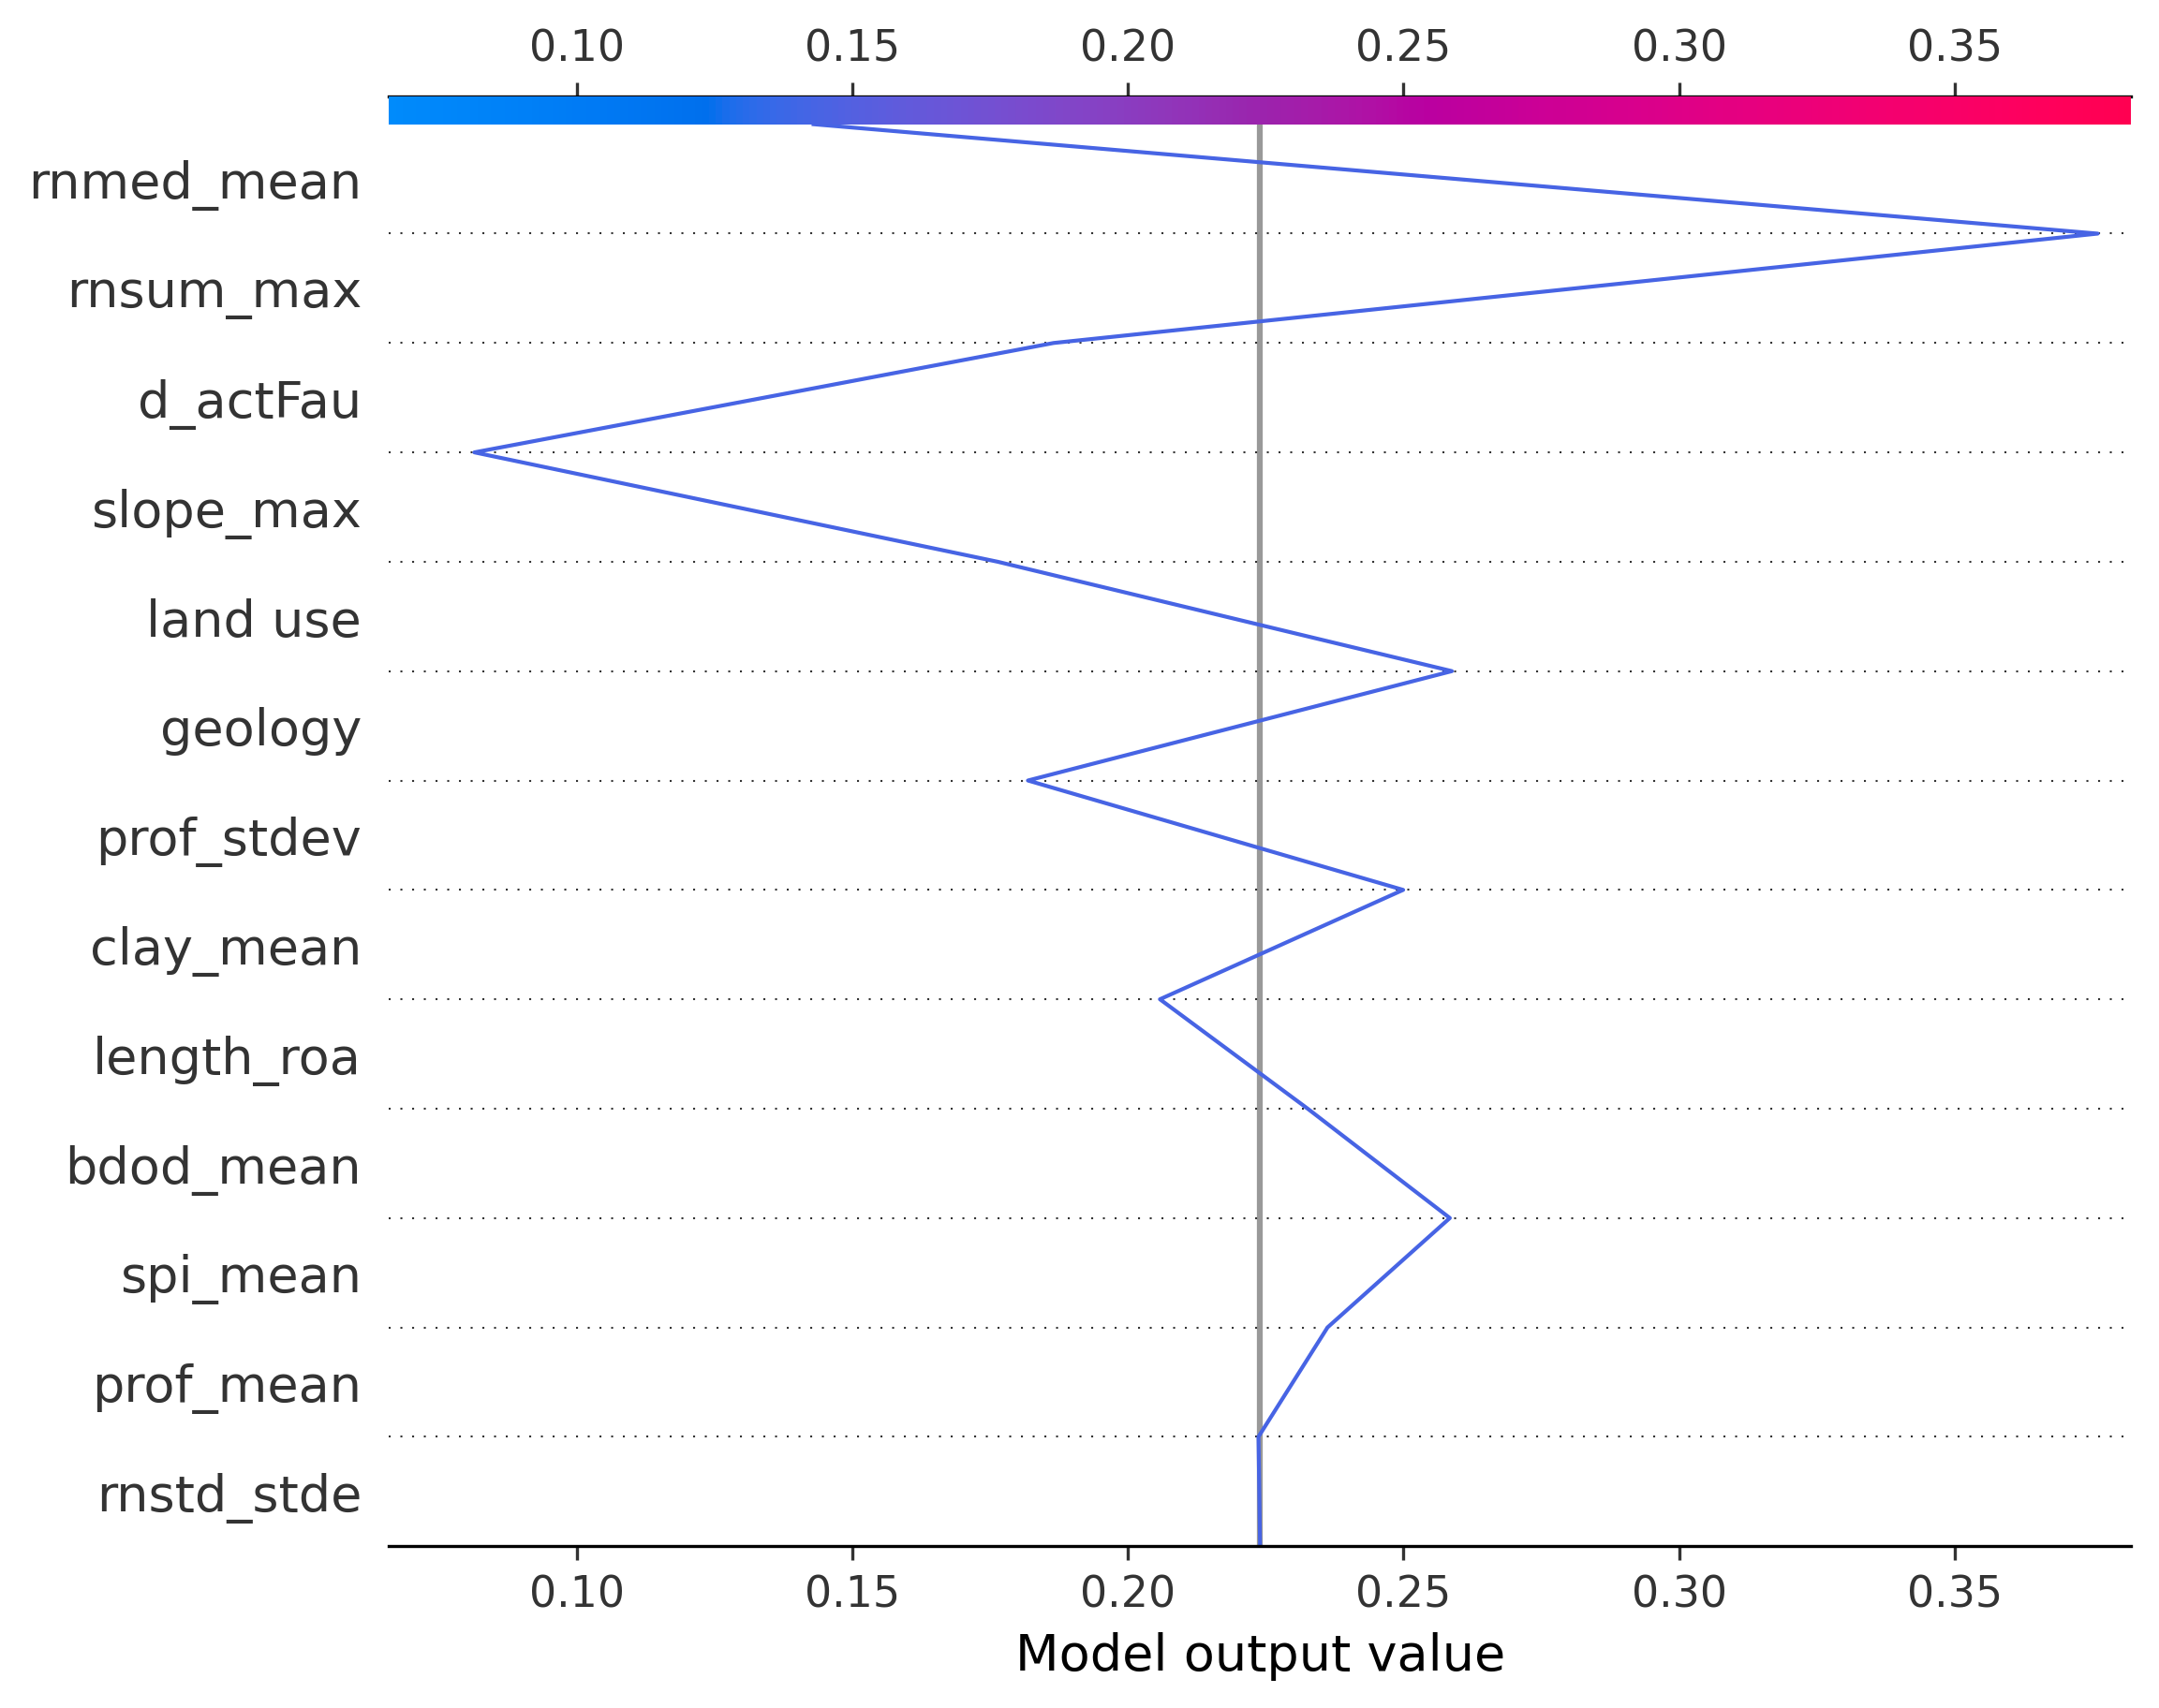 0.10 0.15 0.20 0.25 0.30 0.35
rnmed_mean
rnsum_max
d_actFau
slope_max
land use
geology
prof_stdev
clay_mean
length_roa
bdod_mean
spi_mean
prof_mean
rnstd_stde
0.10 0.15 0.20 0.25 0.30 0.35
Model output value